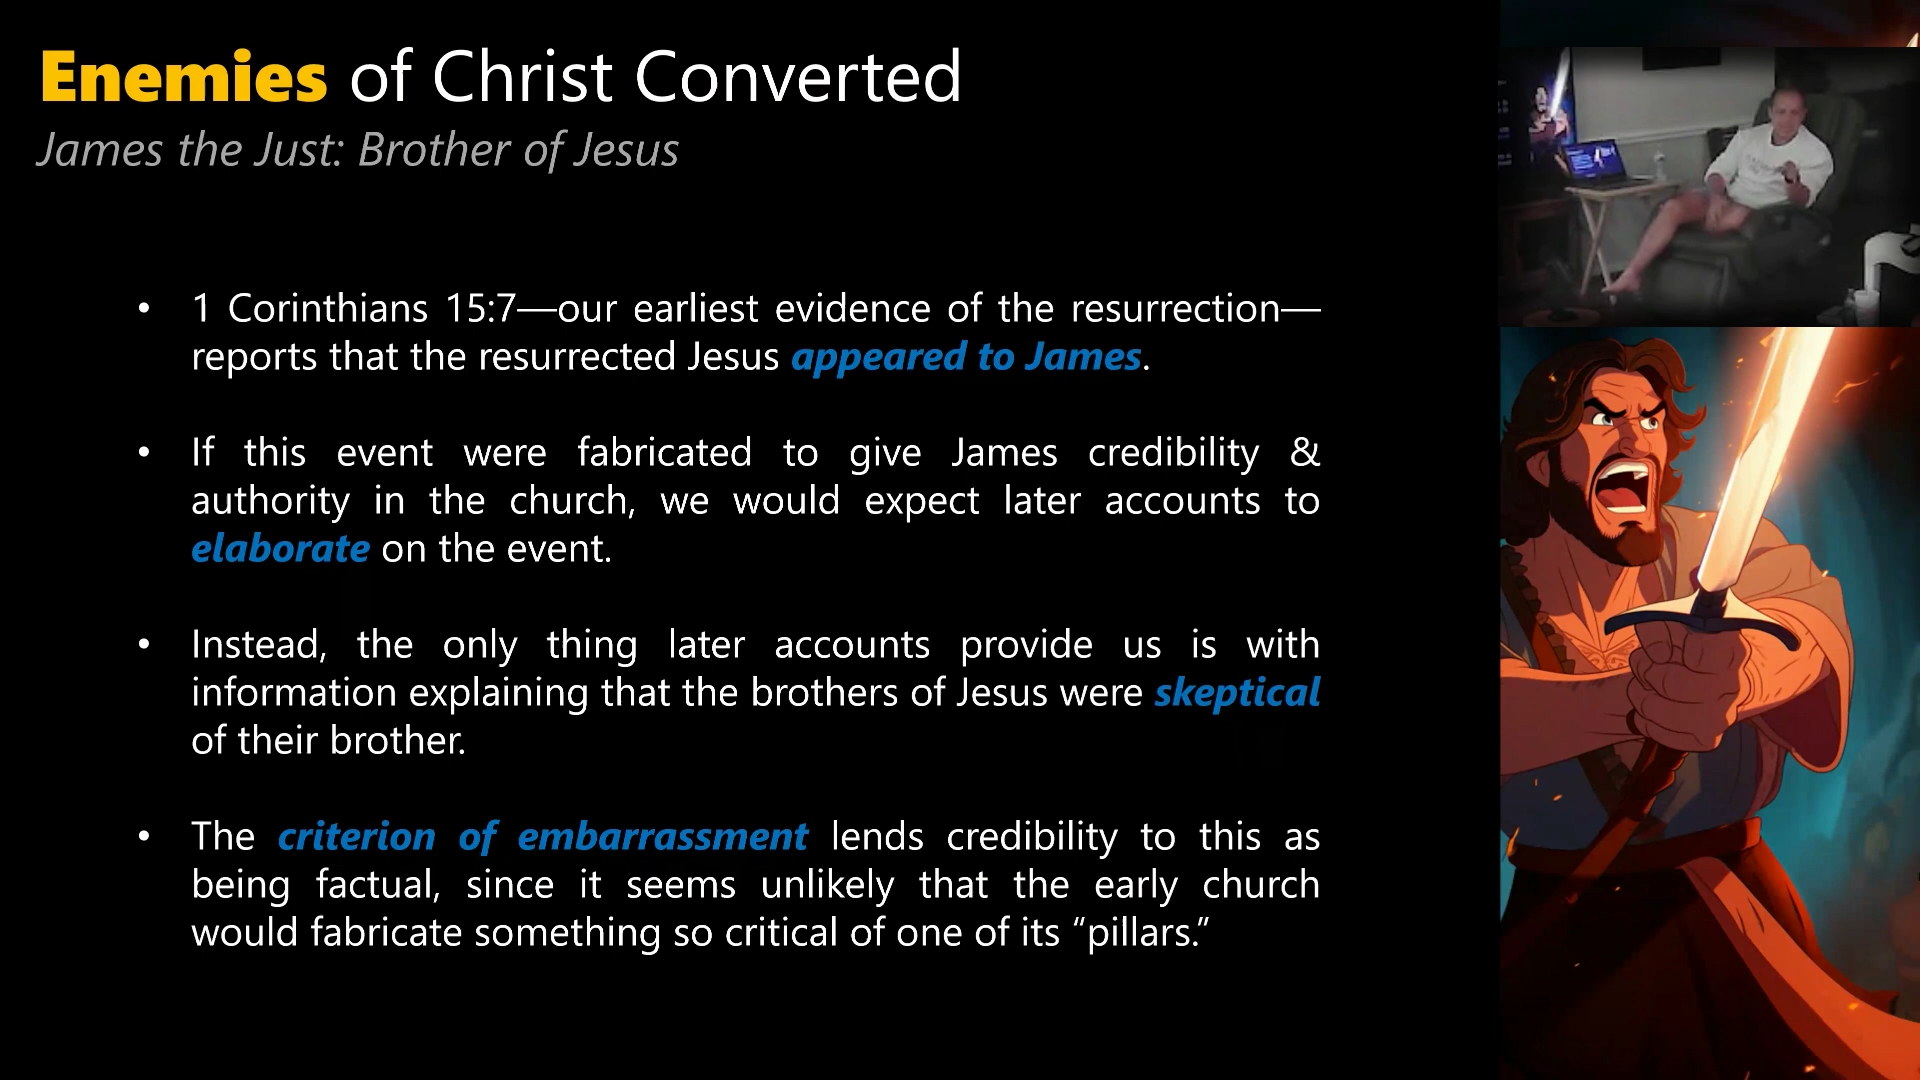 Enemies of Christ Converted
James the Just: Brother of Jesus
• 1 Corinthians 15:7—our earliest evidence of the resurrection—
reports that the resurrected Jesus appeared to James.
• If this event were fabricated to give James credibility &
authority in the church, we would expect later accounts to
elaborate on the event.
• Instead, the only thing later accounts provide us is with
information explaining that the brothers of Jesus were skeptical
of their brother.
• The criterion of embarrassment lends credibility to this as
being factual, since it seems unlikely that the early church
would fabricate something so critical of one of its “pillars.”